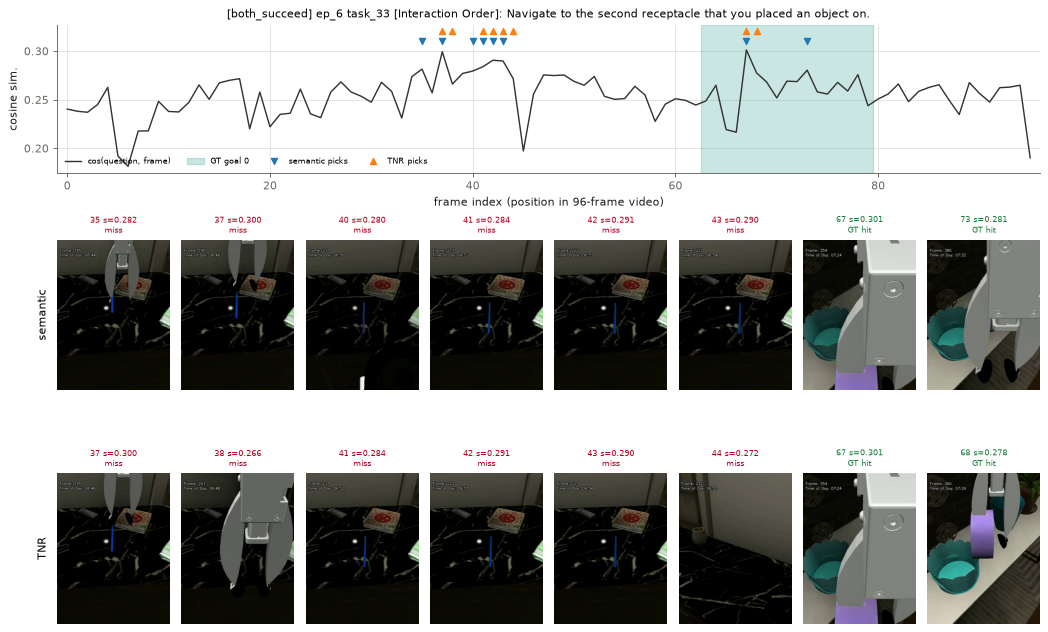 [both_succeed] ep_6 task_33 [Interaction Order]: Navigate to the second receptacle that you placed an object on.
cosine sim.
0.30
0.25
0.20
cos(question, frame)
GT goal 0
semantic picks
TNR picks
0
20
40
60
80
frame index (position in 96-frame video)
semantic
35 s=0.282
miss
37 s=0.300
miss
40 s=0.280
miss
41 s=0.284
miss
42 s=0.291
miss
43 s=0.290
miss
67 s=0.301
GT hit
73 s=0.281
GT hit
TNR
37 s=0.300
miss
38 s=0.266
miss
41 s=0.284
miss
42 s=0.291
miss
43 s=0.290
miss
44 s=0.272
miss
67 s=0.301
GT hit
68 s=0.278
GT hit